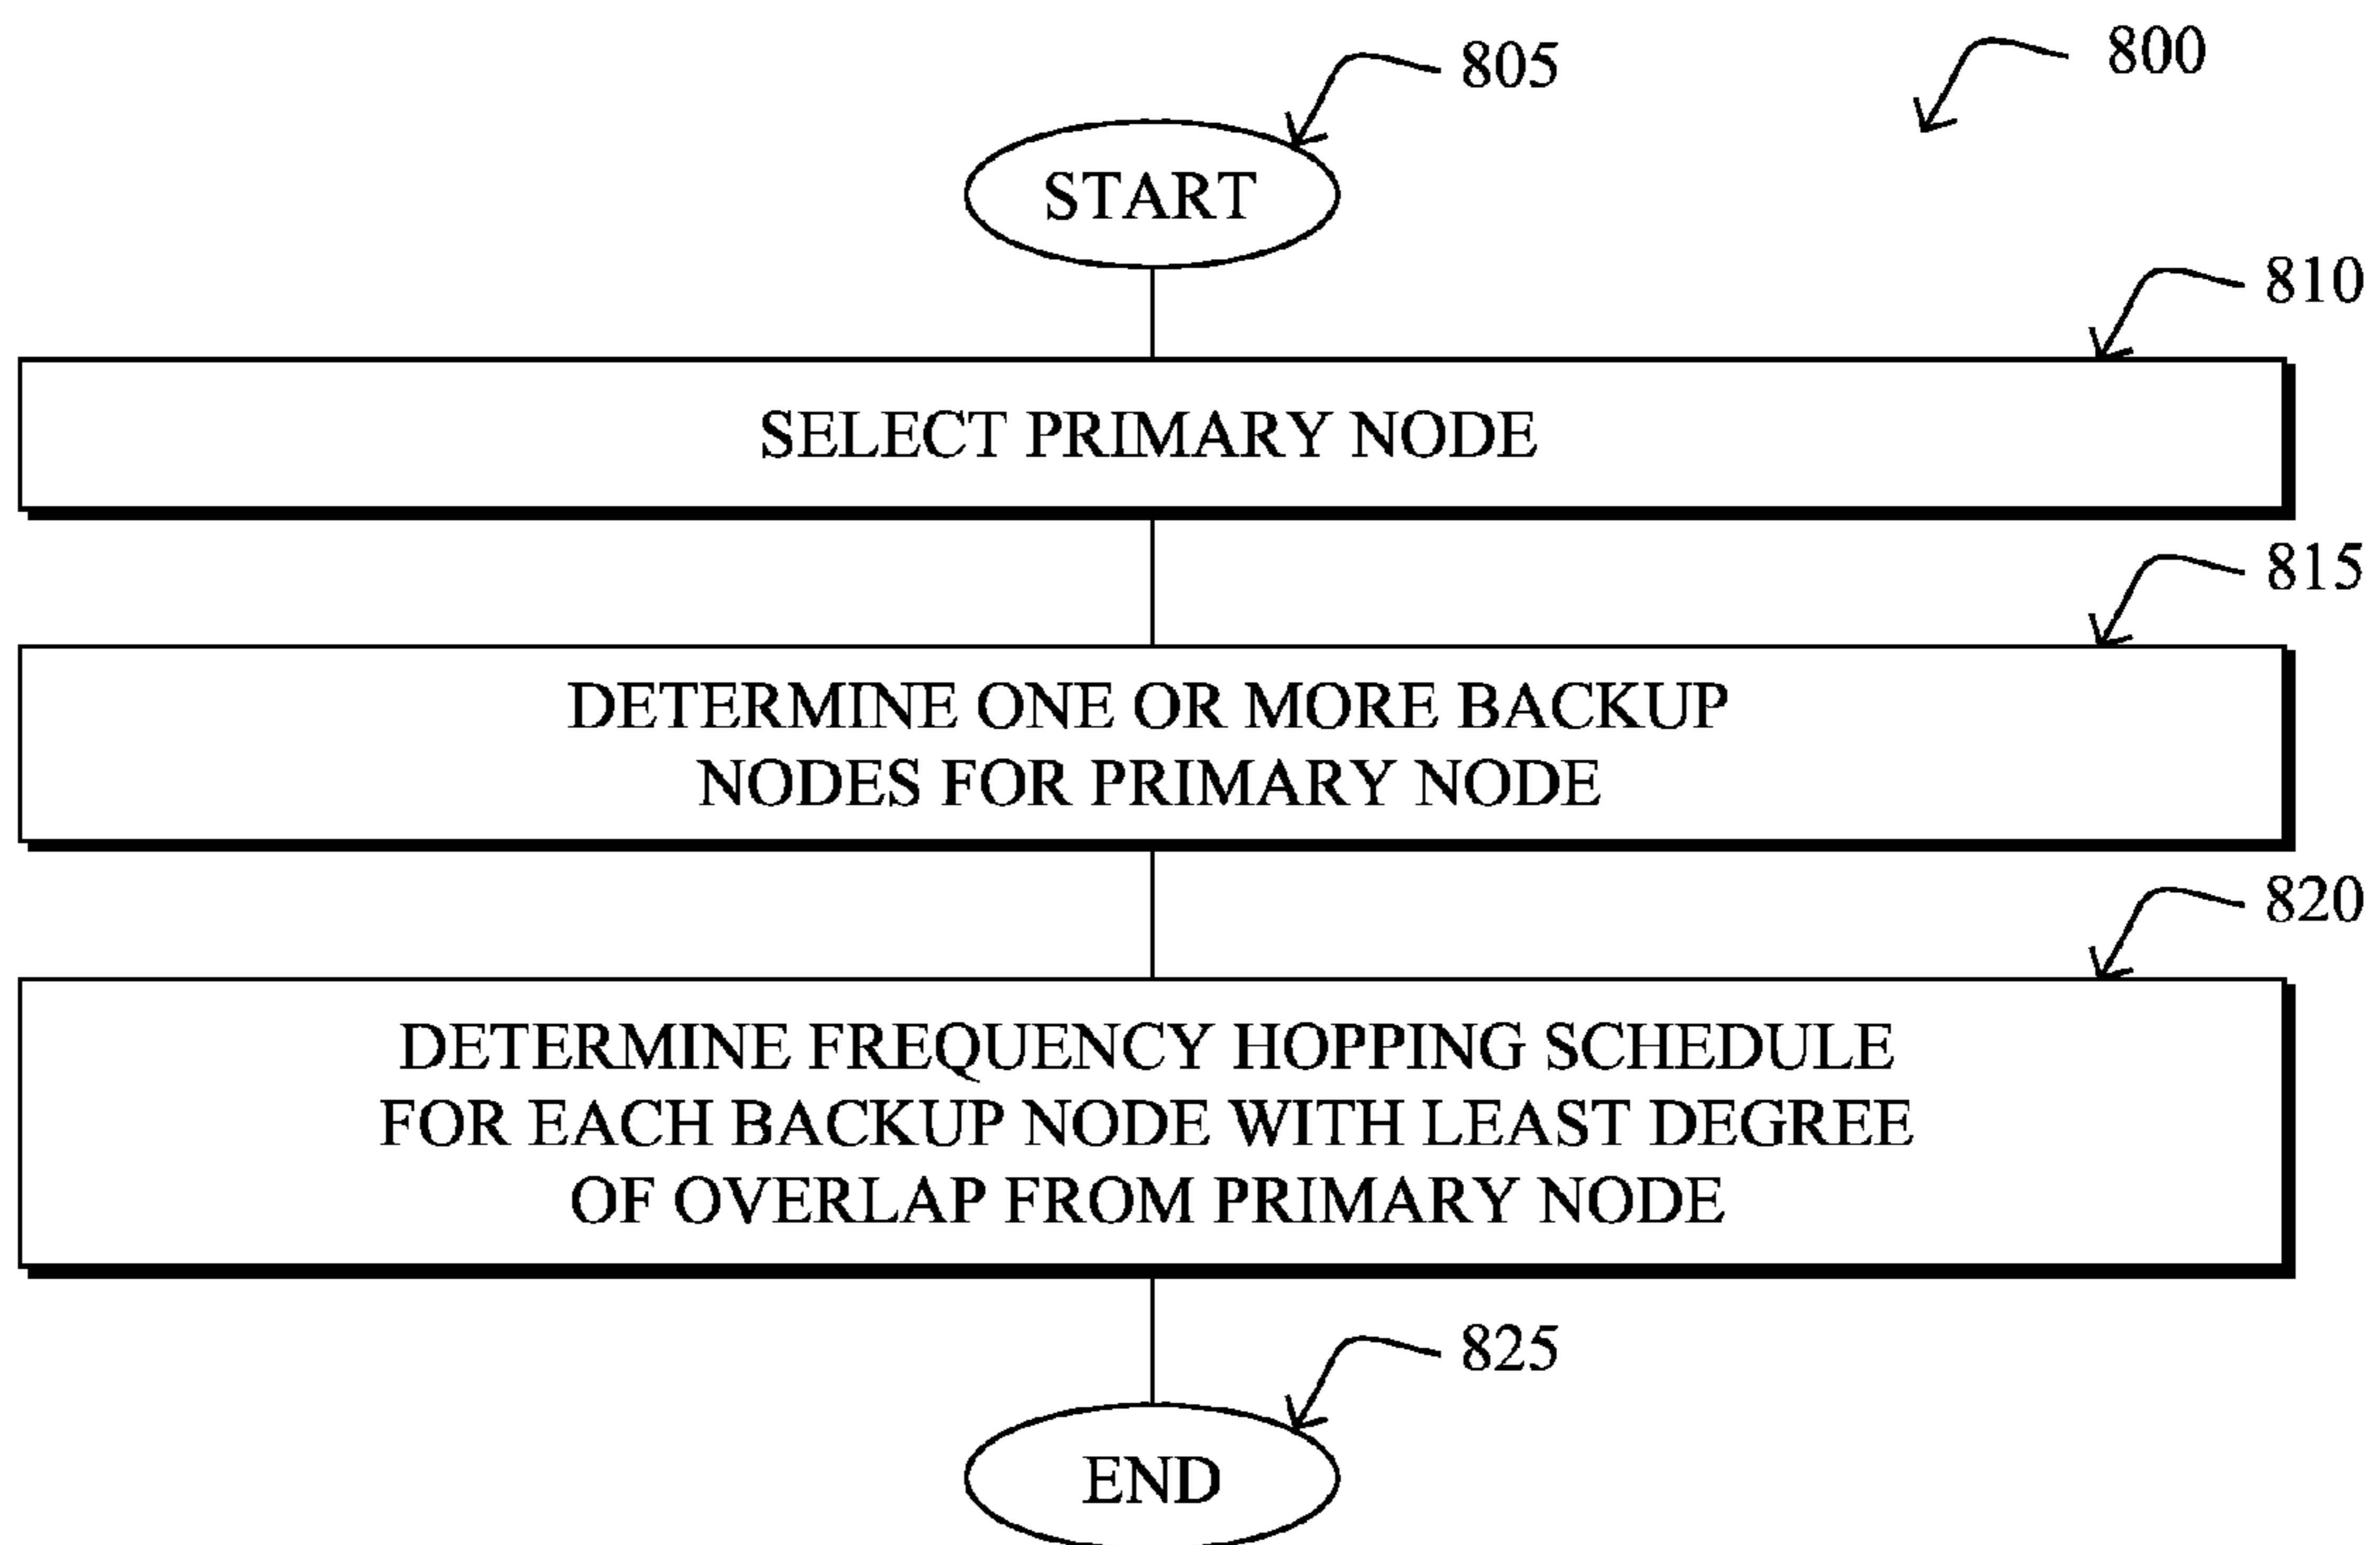 800
805
START
810
SELECT PRIMARY NODE
815
DETERMINE ONE OR MORE BACKUP
NODES FOR PRIMARY NODE
820
DETERMINE FREQUENCY HOPPING SCHEDULE
FOR EACH BACKUP NODE WITH LEAST DEGREE
OF OVERLAP FROM PRIMARY NODE
825
END